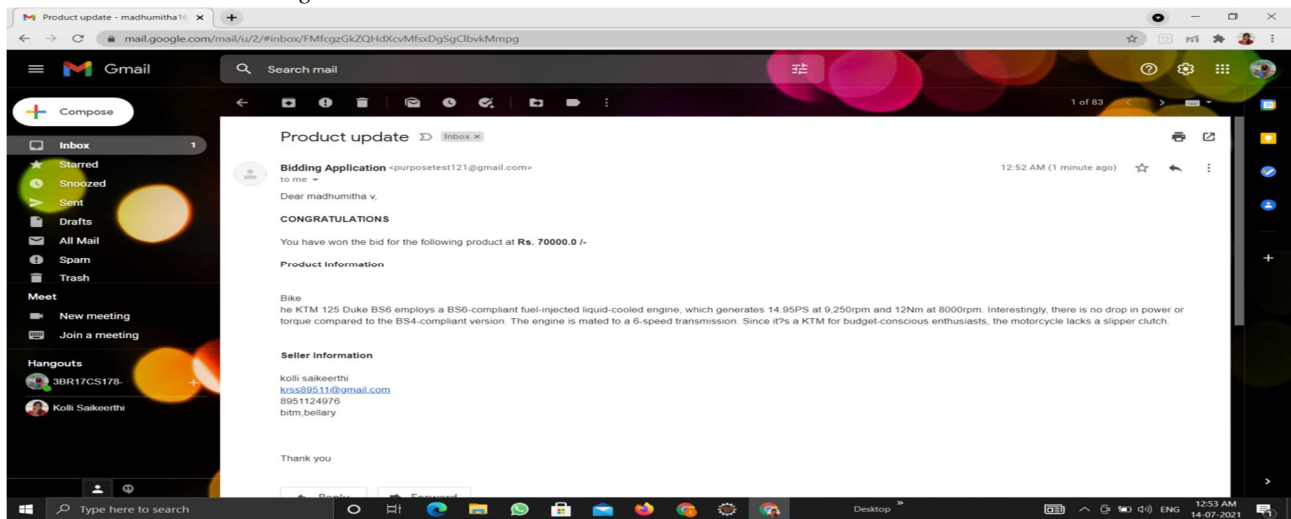 Product update - madhumitha16
mail.google.com/mail/u/2/#inbox/FMfcgzGkZQHdXcvMfsxDgSgClbvkMmpg
Gmail
Search mail
Compose
1 of 83
Inbox 1
Starred
Snoozed
Sent
Drafts
All Mail
Spam
Trash
Meet
New meeting
Join a meeting
Hangouts
3BR17CS178-
Kolli Saikeerthi
Product update Inbox ×
Bidding Application <purposetest121@gmail.com> 12:52 AM (1 minute ago)
to me
Dear madhumitha v,
CONGRATULATIONS
You have won the bid for the following product at Rs. 70000.0 /-
Product Information
Bike
he KTM 125 Duke BS6 employs a BS6-compliant fuel-injected liquid-cooled engine, which generates 14.95PS at 9,250rpm and 12Nm at 8000rpm. Interestingly, there is no drop in power or
torque compared to the BS4-compliant version. The engine is mated to a 6-speed transmission. Since it?s a KTM for budget-conscious enthusiasts, the motorcycle lacks a slipper clutch.
Seller Information
kolli saikeerthi
krss89511@gmail.com
8951124976
bitm,bellary
Thank you
Reply Forward
Type here to search
Desktop
ENG
12:53 AM
14-07-2021